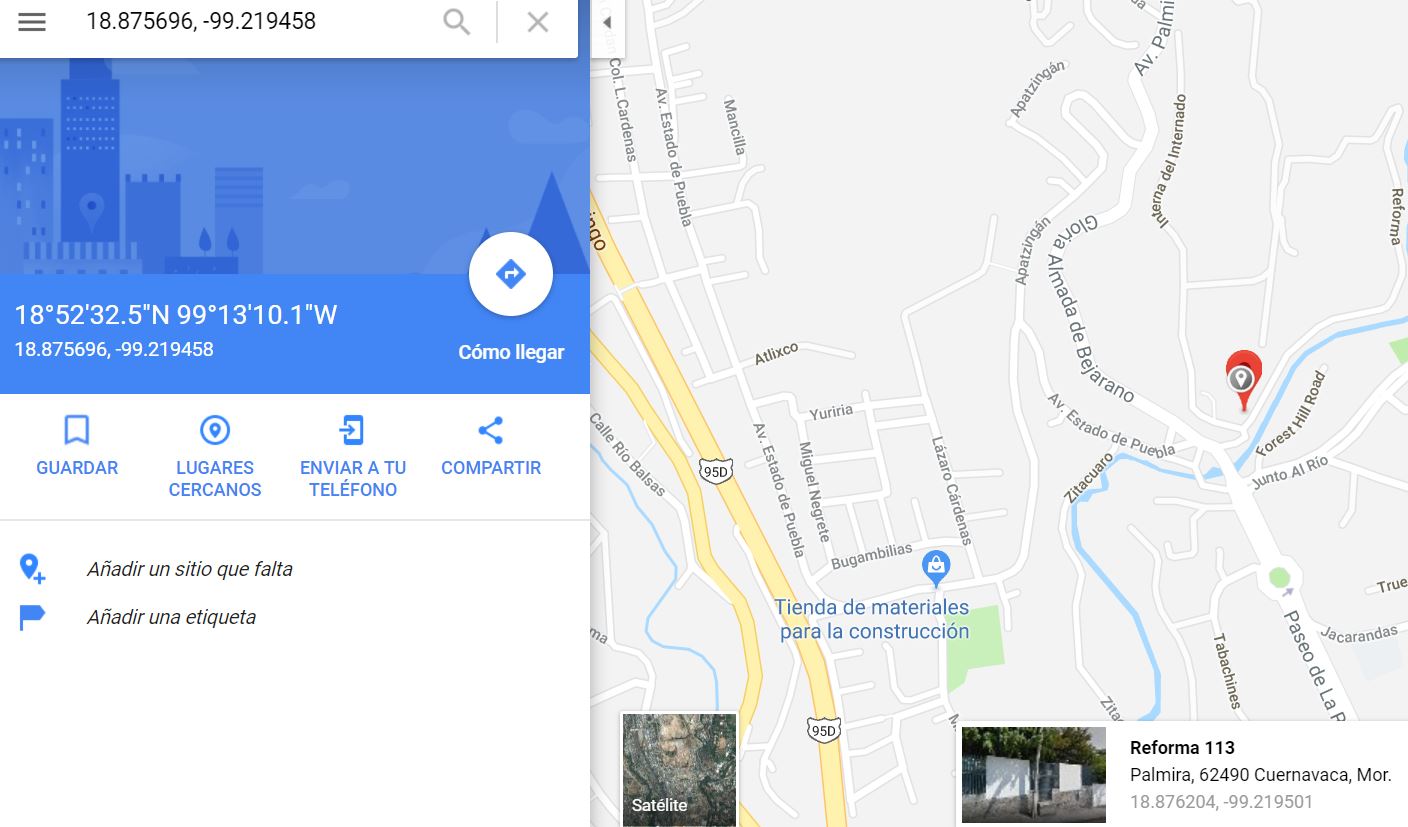 18.875696, -99.219458
18°52'32.5"N 99°13'10.1"W
18.875696, -99.219458
Cómo llegar
GUARDAR
LUGARES
CERCANOS
ENVIAR A TU
TELÉFONO
COMPARTIR
Añadir un sitio que falta
Añadir una etiqueta
Col. L.Cardenas
Av. Estado de Puebla
Mancilla
Apatzingán
Av. Palmi
Interna del Internado
Reforma
ingo
Apatzingán
Gloria Almada de Bejarano
Atlixco
Yuriria
Av. Estado de Puebla
Forest Hill Road
Calle Río Balsas
95D
Av. Estado de Puebla
Miguel Negrete
Lázaro Cárdenas
Zitacuaro
Junto Al Río
Bugambilias
Tienda de materiales
para la construcción
True
Jacarandas
Paseo de La R
Tabachines
Zitac
95D
Satélite
Reforma 113
Palmira, 62490 Cuernavaca, Mor.
18.876204, -99.219501